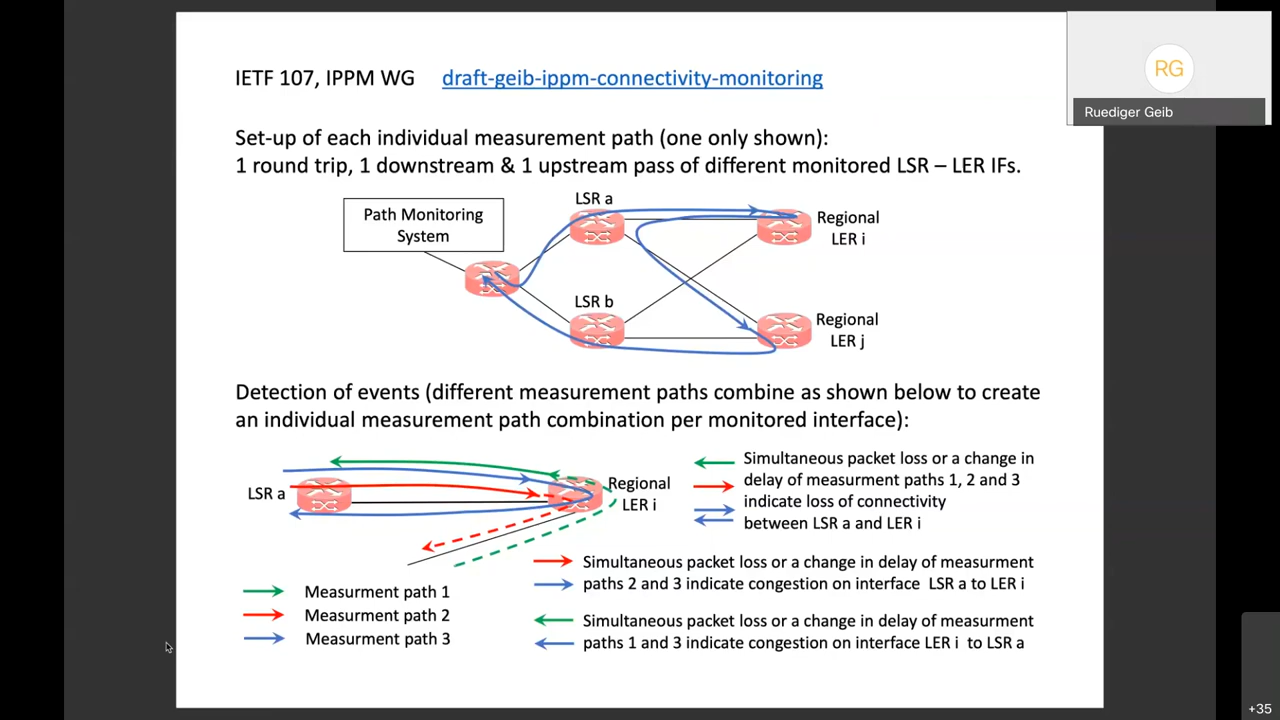 IETF 107, IPPM WG draft-geib-ippm-connectivity-monitoring
RG
Ruediger Geib
Set-up of each individual measurement path (one only shown):
1 round trip, 1 downstream & 1 upstream pass of different monitored LSR – LER IFs.
Path Monitoring
System
LSR a
Regional
LER i
LSR b
Regional
LER j
Detection of events (different measurement paths combine as shown below to create
an individual measurement path combination per monitored interface):
LSR a
Regional
LER i
Simultaneous packet loss or a change in
delay of measurment paths 1, 2 and 3
indicate loss of connectivity
between LSR a and LER i
Simultaneous packet loss or a change in delay of measurment
paths 2 and 3 indicate congestion on interface LSR a to LER i
Measurment path 1
Measurment path 2
Measurment path 3
Simultaneous packet loss or a change in delay of measurment
paths 1 and 3 indicate congestion on interface LER i to LSR a
+35